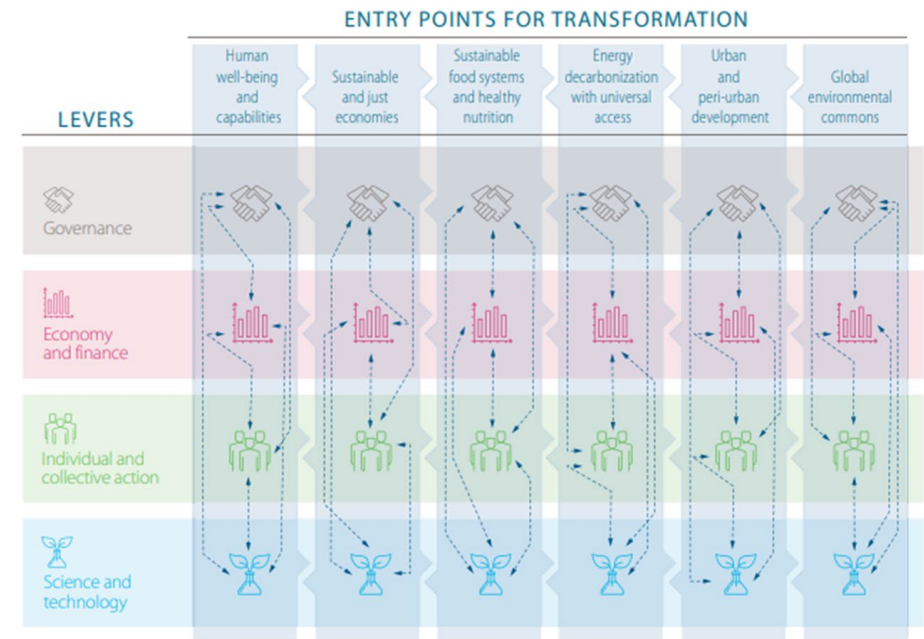 ENTRY POINTS FOR TRANSFORMATION
LEVERS
Human
well-being
and
capabilities
Sustainable
and just
economies
Sustainable
food systems
and healthy
nutrition
Energy
decarbonization
with universal
access
Urban
and
peri-urban
development
Global
environmental
commons
Governance
Economy
and finance
Individual and
collective action
Science and
technology